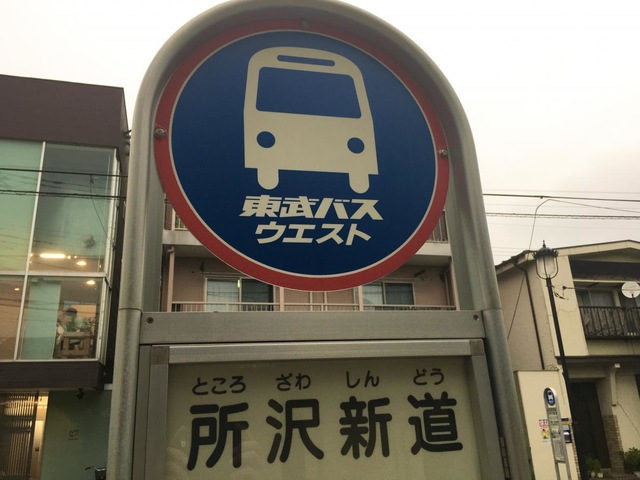 東武バス
ウエスト
ところ ざわ しん どう
所沢新道